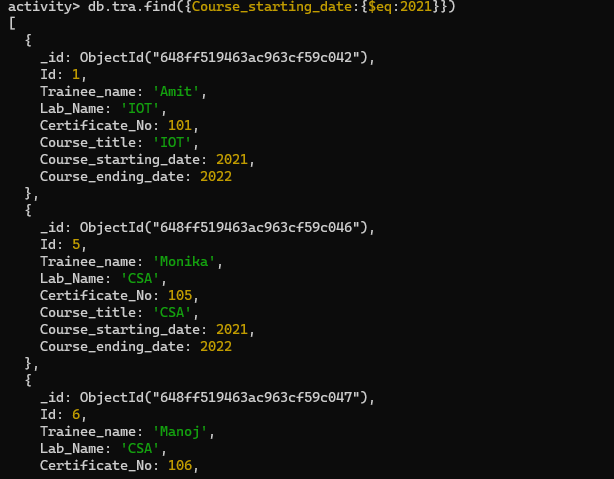 activity> db.tra.find({Course_starting_date:{$eq:2021}})
[
  {
    _id: ObjectId("648ff519463ac963cf59c042"),
    Id: 1,
    Trainee_name: 'Amit',
    Lab_Name: 'IOT',
    Certificate_No: 101,
    Course_title: 'IOT',
    Course_starting_date: 2021,
    Course_ending_date: 2022
  },
  {
    _id: ObjectId("648ff519463ac963cf59c046"),
    Id: 5,
    Trainee_name: 'Monika',
    Lab_Name: 'CSA',
    Certificate_No: 105,
    Course_title: 'CSA',
    Course_starting_date: 2021,
    Course_ending_date: 2022
  },
  {
    _id: ObjectId("648ff519463ac963cf59c047"),
    Id: 6,
    Trainee_name: 'Manoj',
    Lab_Name: 'CSA',
    Certificate_No: 106,